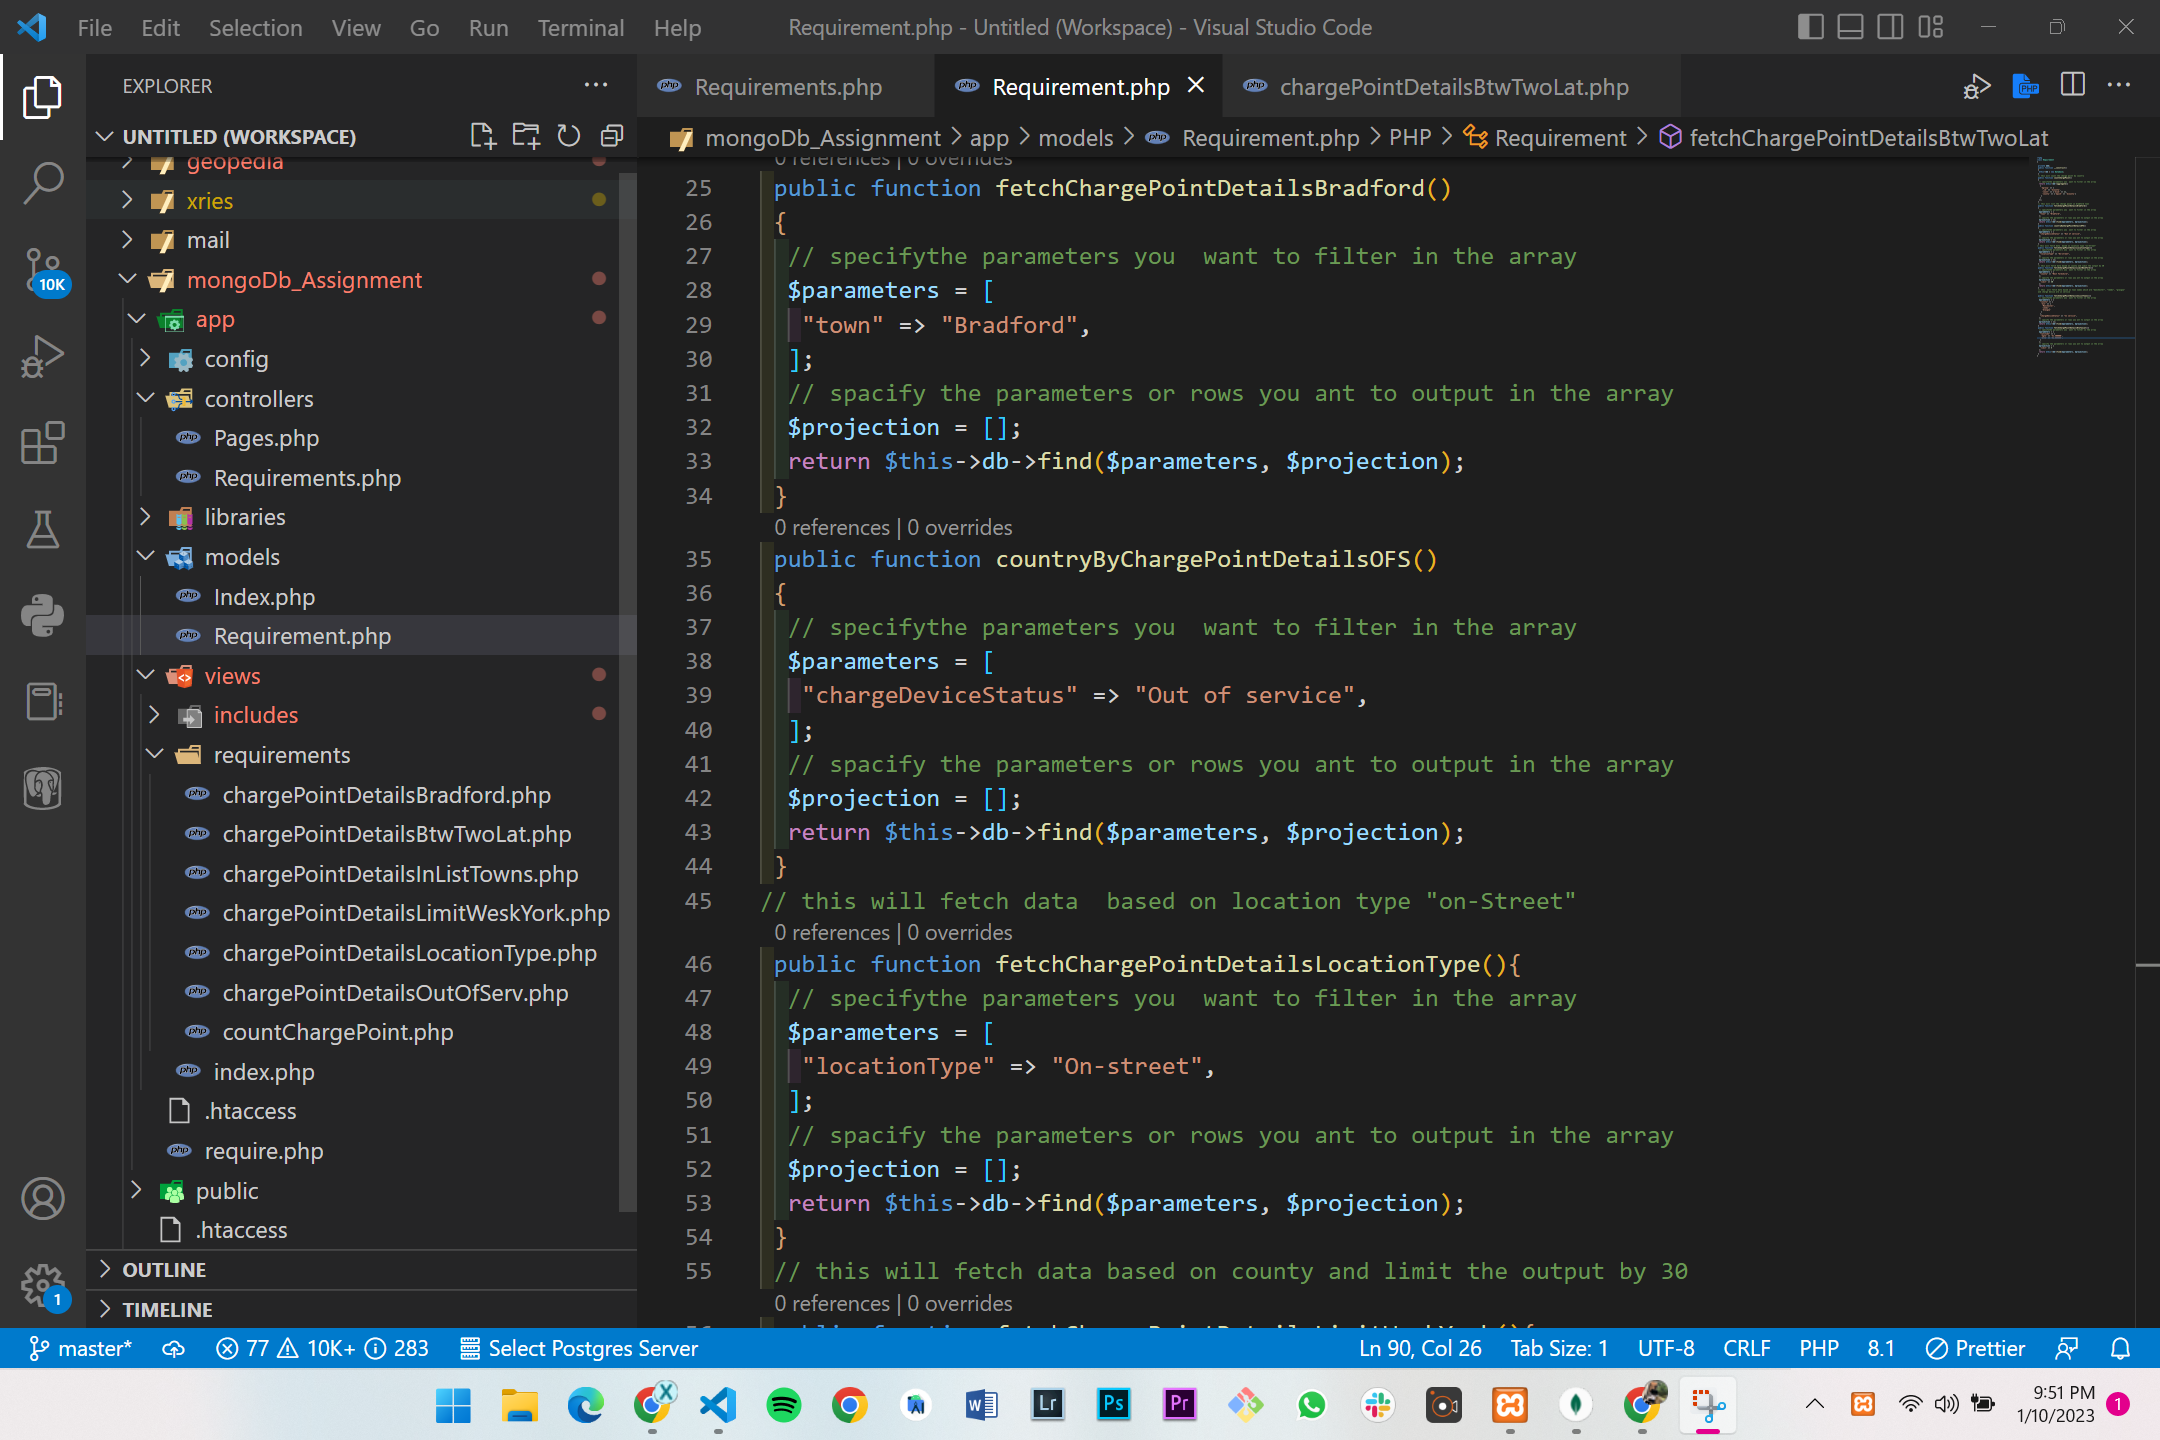 File Edit Selection View Go Run Terminal Help
Requirement.php - Untitled (Workspace) - Visual Studio Code
EXPLORER
UNTITLED (WORKSPACE)
geopedia
xries
mail
mongoDb_Assignment
app
config
controllers
Pages.php
Requirements.php
libraries
models
Index.php
Requirement.php
views
includes
requirements
chargePointDetailsBradford.php
chargePointDetailsBtwTwoLat.php
chargePointDetailsInListTowns.php
chargePointDetailsLimitWeskYork.php
chargePointDetailsLocationType.php
chargePointDetailsOutOfServ.php
countChargePoint.php
index.php
.htaccess
require.php
public
.htaccess
OUTLINE
TIMELINE
10K
1
Requirements.php Requirement.php chargePointDetailsBtwTwoLat.php
mongoDb_Assignment > app > models > Requirement.php > PHP > Requirement > fetchChargePointDetailsBtwTwoLat
0 references | 0 overrides
25 public function fetchChargePointDetailsBradford()
26 {
27 // specifythe parameters you  want to filter in the array
28 $parameters = [
29 "town" => "Bradford",
30 ];
31 // spacify the parameters or rows you ant to output in the array
32 $projection = [];
33 return $this->db->find($parameters, $projection);
34 }
0 references | 0 overrides
35 public function countryByChargePointDetailsOFS()
36 {
37 // specifythe parameters you  want to filter in the array
38 $parameters = [
39 "chargeDeviceStatus" => "Out of service",
40 ];
41 // spacify the parameters or rows you ant to output in the array
42 $projection = [];
43 return $this->db->find($parameters, $projection);
44 }
45 // this will fetch data  based on location type "on-Street"
0 references | 0 overrides
46 public function fetchChargePointDetailsLocationType(){
47 // specifythe parameters you  want to filter in the array
48 $parameters = [
49 "locationType" => "On-street",
50 ];
51 // spacify the parameters or rows you ant to output in the array
52 $projection = [];
53 return $this->db->find($parameters, $projection);
54 }
55 // this will fetch data based on county and limit the output by 30
0 references | 0 overrides
master* 77 10K+ 283 Select Postgres Server Ln 90, Col 26 Tab Size: 1 UTF-8 CRLF PHP 8.1 Prettier
9:51 PM
1/10/2023
1